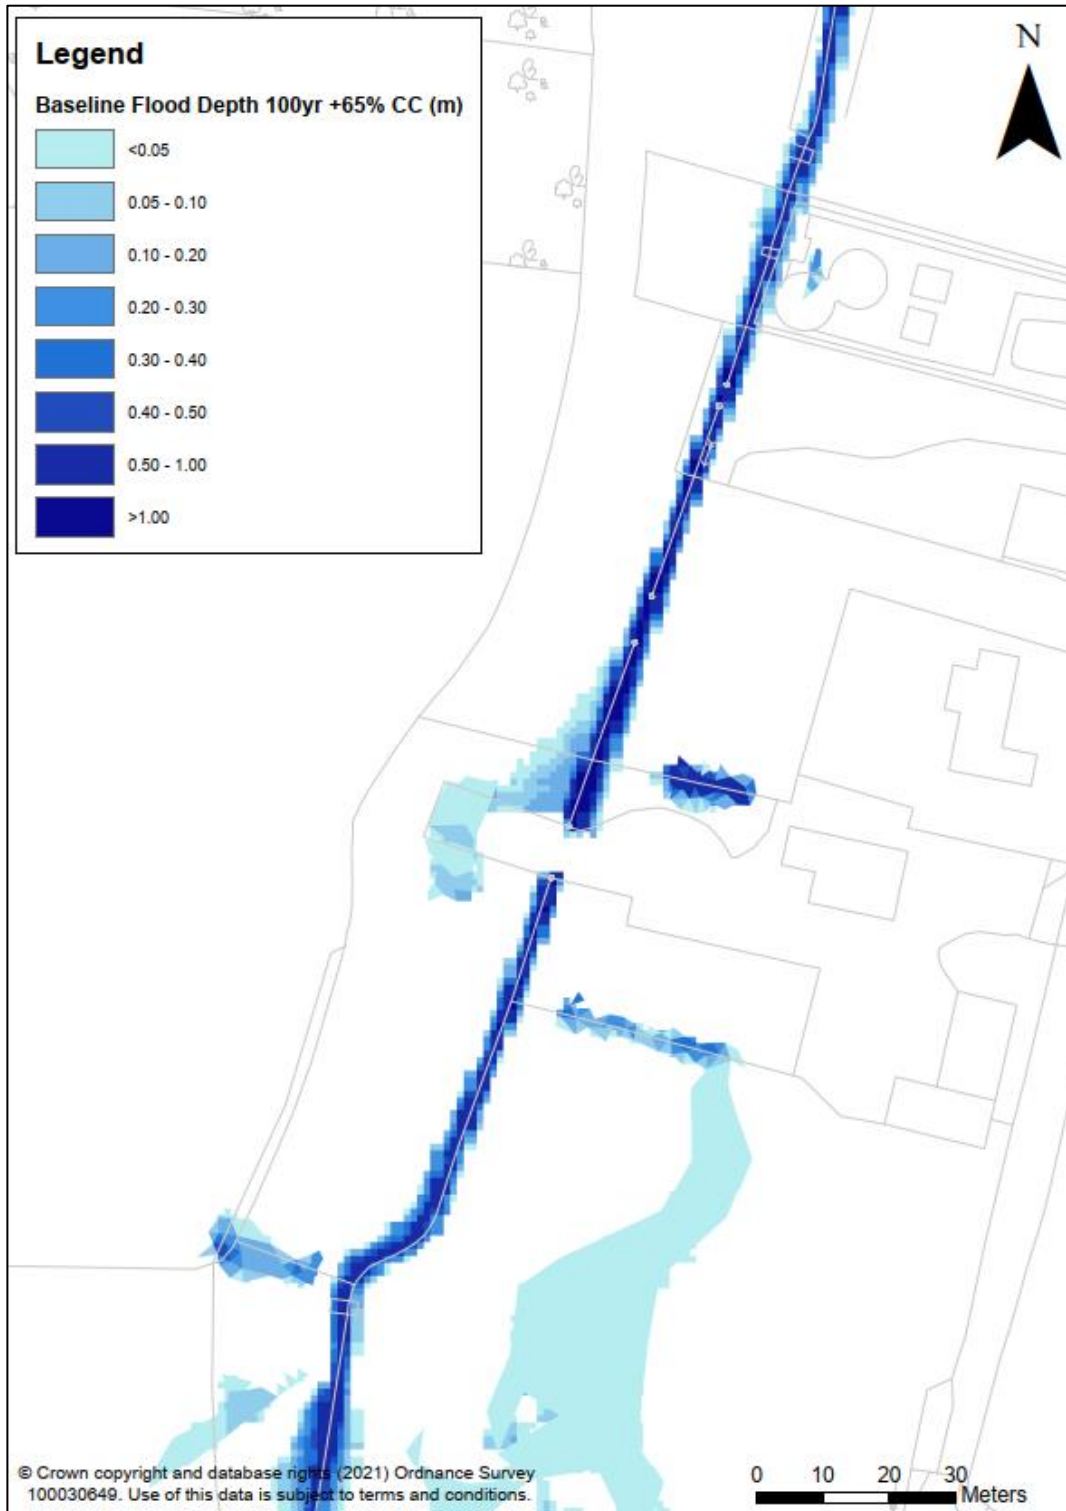 Legend
Baseline Flood Depth 100yr +65% CC (m)
<0.05
0.05 - 0.10
0.10 - 0.20
0.20 - 0.30
0.30 - 0.40
0.40 - 0.50
0.50 - 1.00
>1.00
N
© Crown copyright and database rights (2021) Ordnance Survey
100030649. Use of this data is subject to terms and conditions.
0 10 20 30
Meters